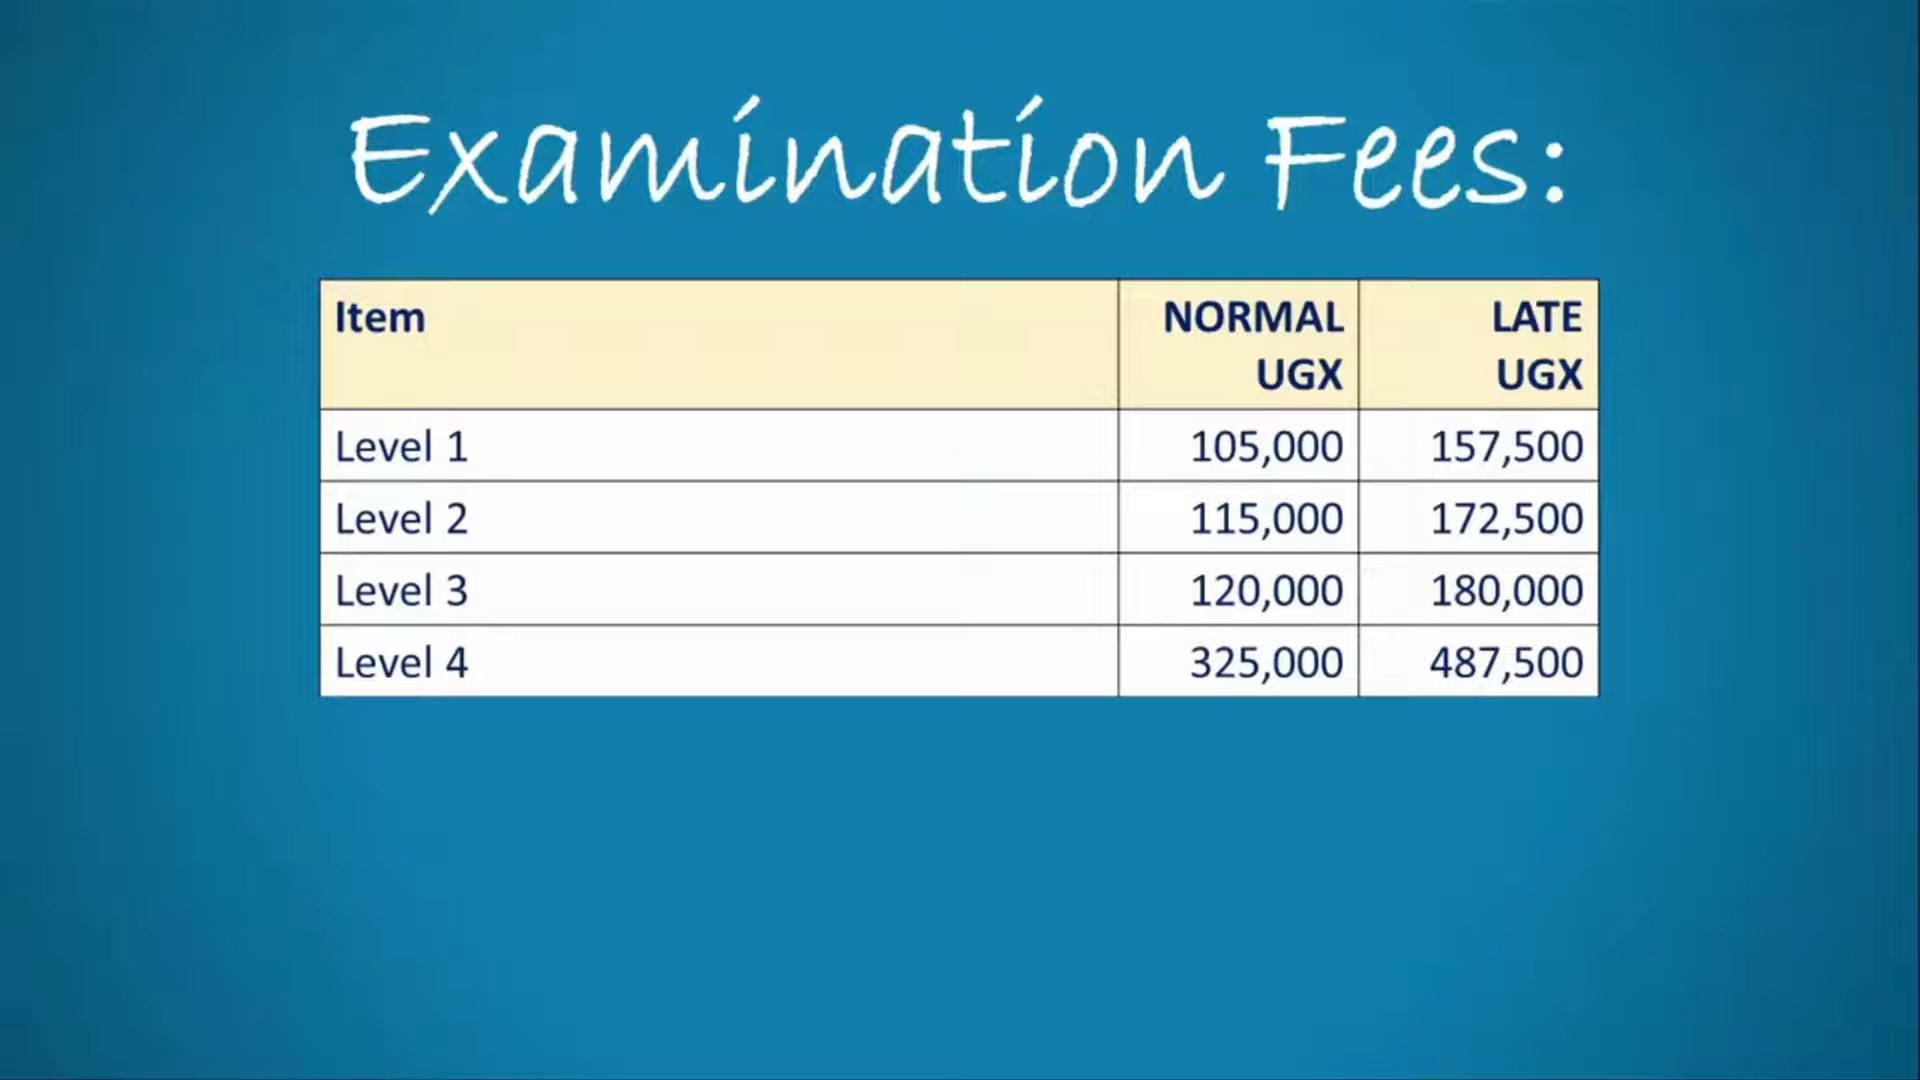 Examination Fees:
Item NORMAL UGX LATE UGX
Level 1 105,000 157,500
Level 2 115,000 172,500
Level 3 120,000 180,000
Level 4 325,000 487,500